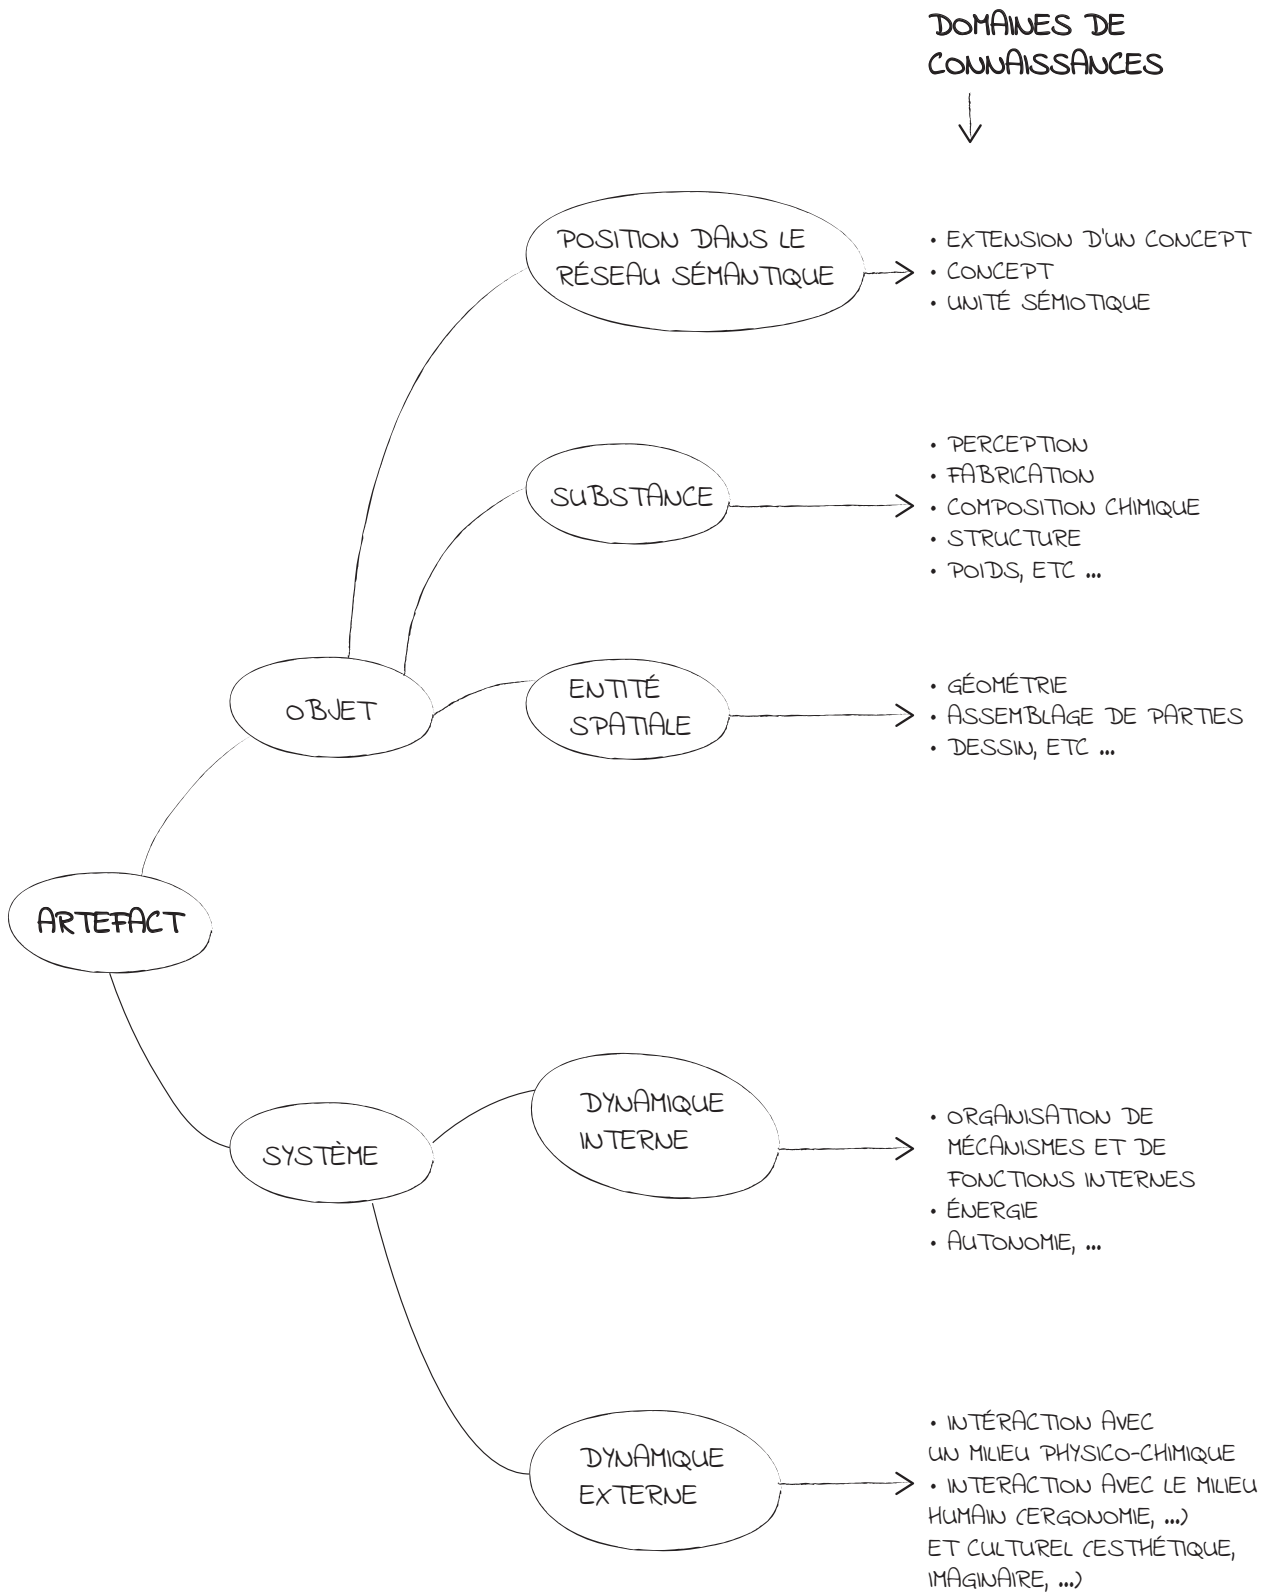 DOMAINES DE
CONNAISSANCES
POSITION DANS LE
RÉSEAU SÉMANTIQUE
• EXTENSION D'UN CONCEPT
• CONCEPT
• UNITÉ SÉMIOTIQUE
SUBSTANCE
• PERCEPTION
• FABRICATION
• COMPOSITION CHIMIQUE
• STRUCTURE
• POIDS, ETC ...
OBJET
ENTITÉ
SPATIALE
• GÉOMÉTRIE
• ASSEMBLAGE DE PARTIES
• DESSIN, ETC ...
ARTEFACT
SYSTÈME
DYNAMIQUE
INTERNE
• ORGANISATION DE
MÉCANISMES ET DE
FONCTIONS INTERNES
• ÉNERGIE
• AUTONOMIE, ...
DYNAMIQUE
EXTERNE
• INTÉRACTION AVEC
UN MILIEU PHYSICO-CHIMIQUE
• INTERACTION AVEC LE MILIEU
HUMAIN (ERGONOMIE, ...)
ET CULTUREL (ESTHÉTIQUE,
IMAGINAIRE, ...)